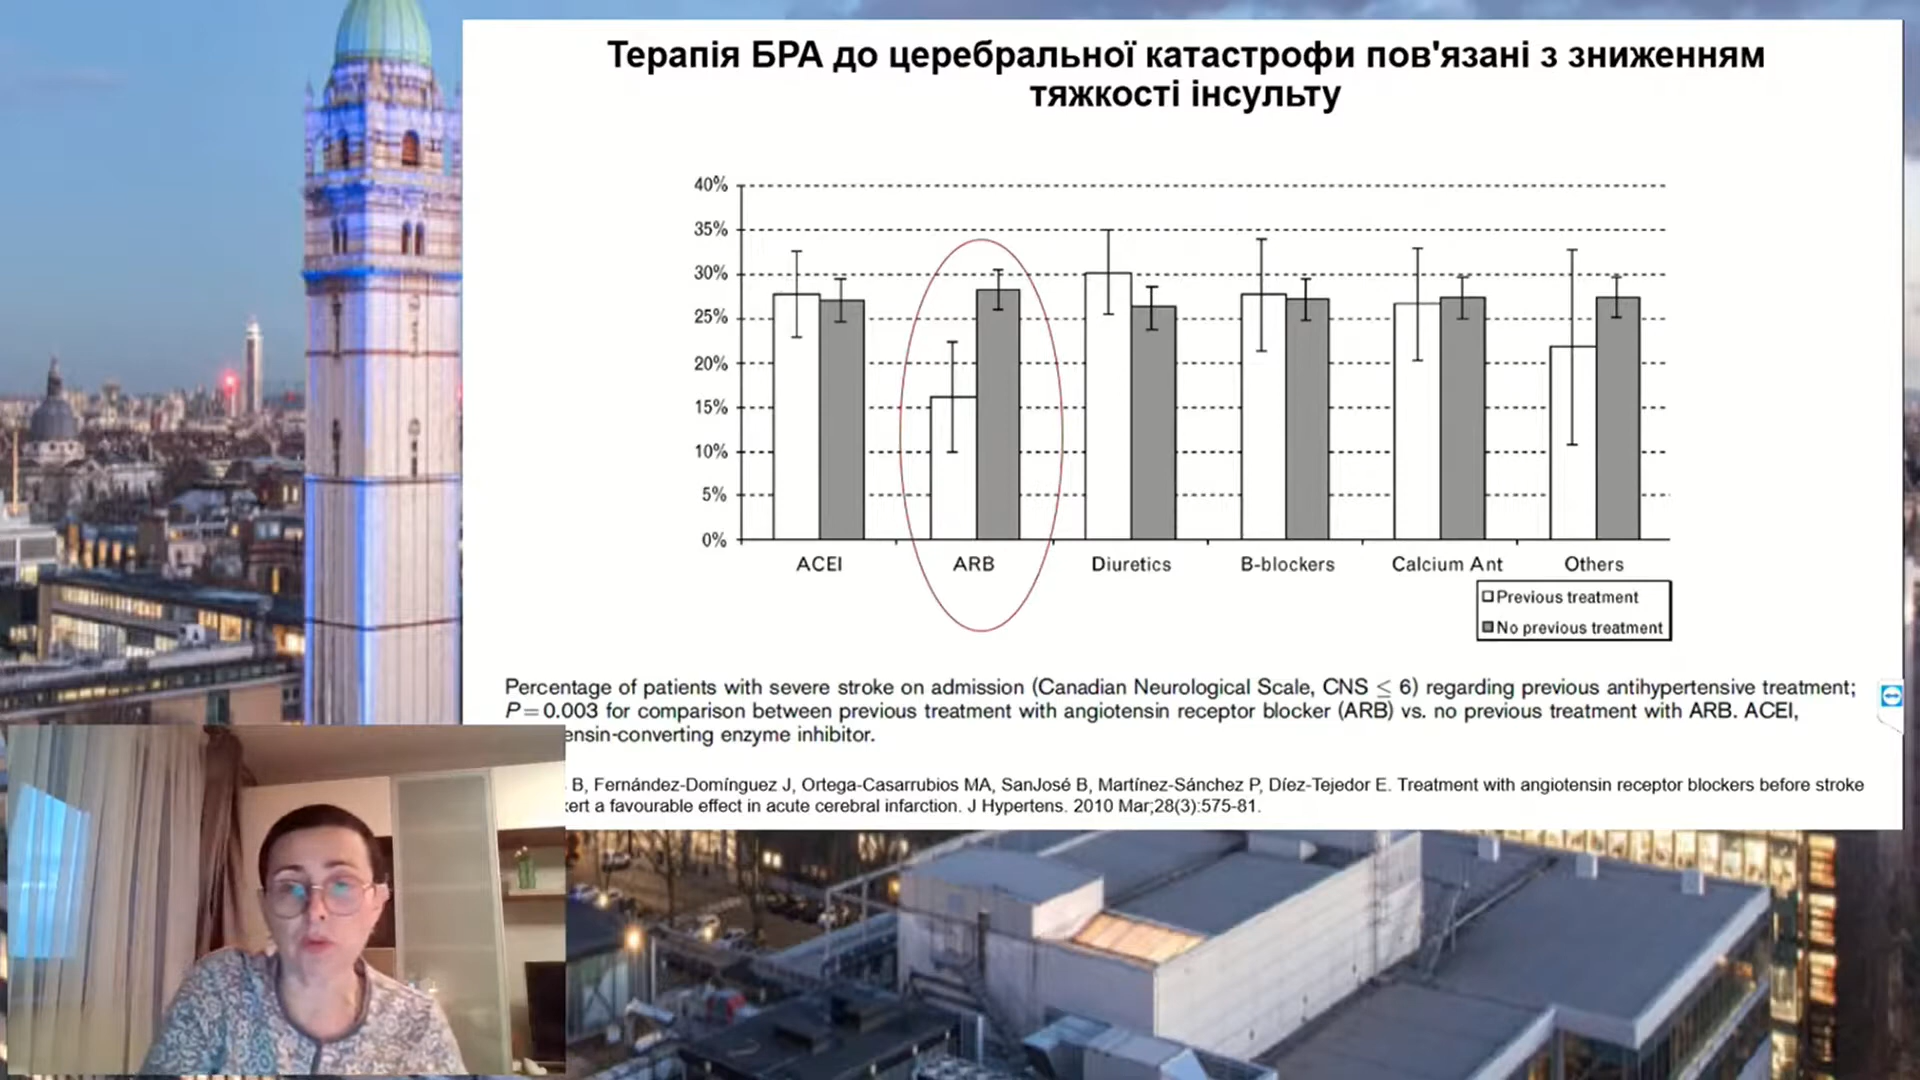 Терапія БРА до церебральної катастрофи пов'язані з зниженням
тяжкості інсульту
40%
35%
30%
25%
20%
15%
10%
5%
0%
ACEI ARB Diuretics B-blockers Calcium Ant Others
Previous treatment
No previous treatment
Percentage of patients with severe stroke on admission (Canadian Neurological Scale, CNS ≤ 6) regarding previous antihypertensive treatment;
P=0.003 for comparison between previous treatment with angiotensin receptor blocker (ARB) vs. no previous treatment with ARB. ACEI,
ensin-converting enzyme inhibitor.
B, Fernández-Domínguez J, Ortega-Casarrubios MA, SanJosé B, Martínez-Sánchez P, Díez-Tejedor E. Treatment with angiotensin receptor blockers before stroke
ert a favourable effect in acute cerebral infarction. J Hypertens. 2010 Mar;28(3):575-81.